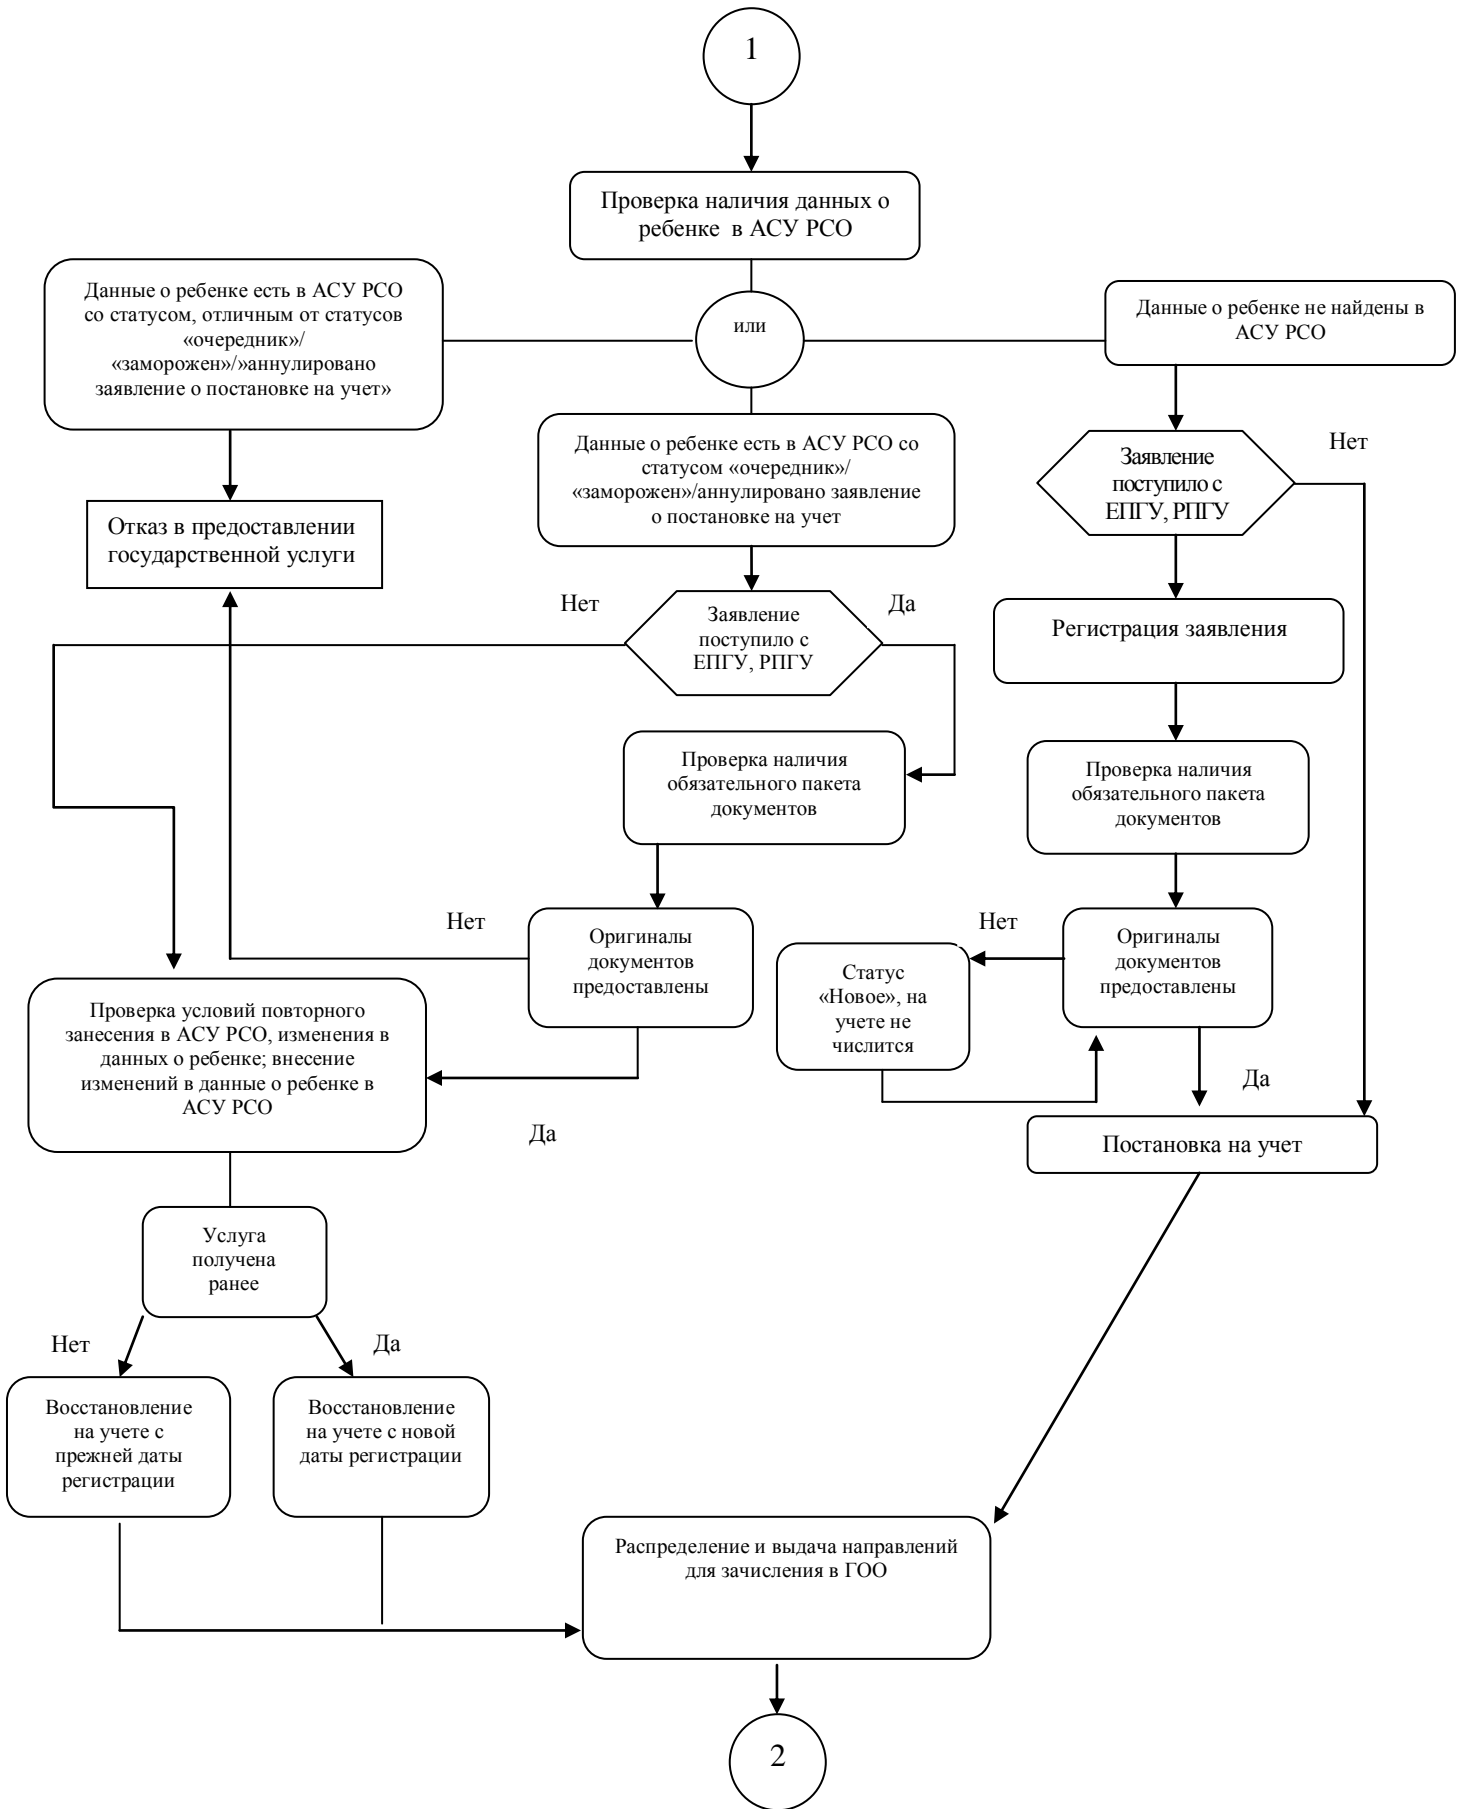 1
Проверка наличия данных о
ребенке в АСУ РСО
Данные о ребенке есть в АСУ РСО
со статусом, отличным от статусов
«очередник»/
«заморожен»/»аннулировано
заявление о постановке на учет»
или
Данные о ребенке не найдены в
АСУ РСО
Данные о ребенке есть в АСУ РСО со
статусом «очередник»/
«заморожен»/аннулировано заявление
о постановке на учет
Заявление
поступило с
ЕПГУ, РПГУ
Нет
Отказ в предоставлении
государственной услуги
Нет
Заявление
поступило с
ЕПГУ, РПГУ
Да
Регистрация заявления
Проверка наличия
обязательного пакета
документов
Проверка наличия
обязательного пакета
документов
Нет
Оригиналы
документов
предоставлены
Нет
Статус
«Новое», на
учете не
числится
Оригиналы
документов
предоставлены
Проверка условий повторного
занесения в АСУ РСО, изменения в
данных о ребенке; внесение
изменений в данные о ребенке в
АСУ РСО
Да
Да
Постановка на учет
Услуга
получена
ранее
Нет
Да
Восстановление
на учете с
прежней даты
регистрации
Восстановление
на учете с новой
даты регистрации
Распределение и выдача направлений
для зачисления в ГОО
2